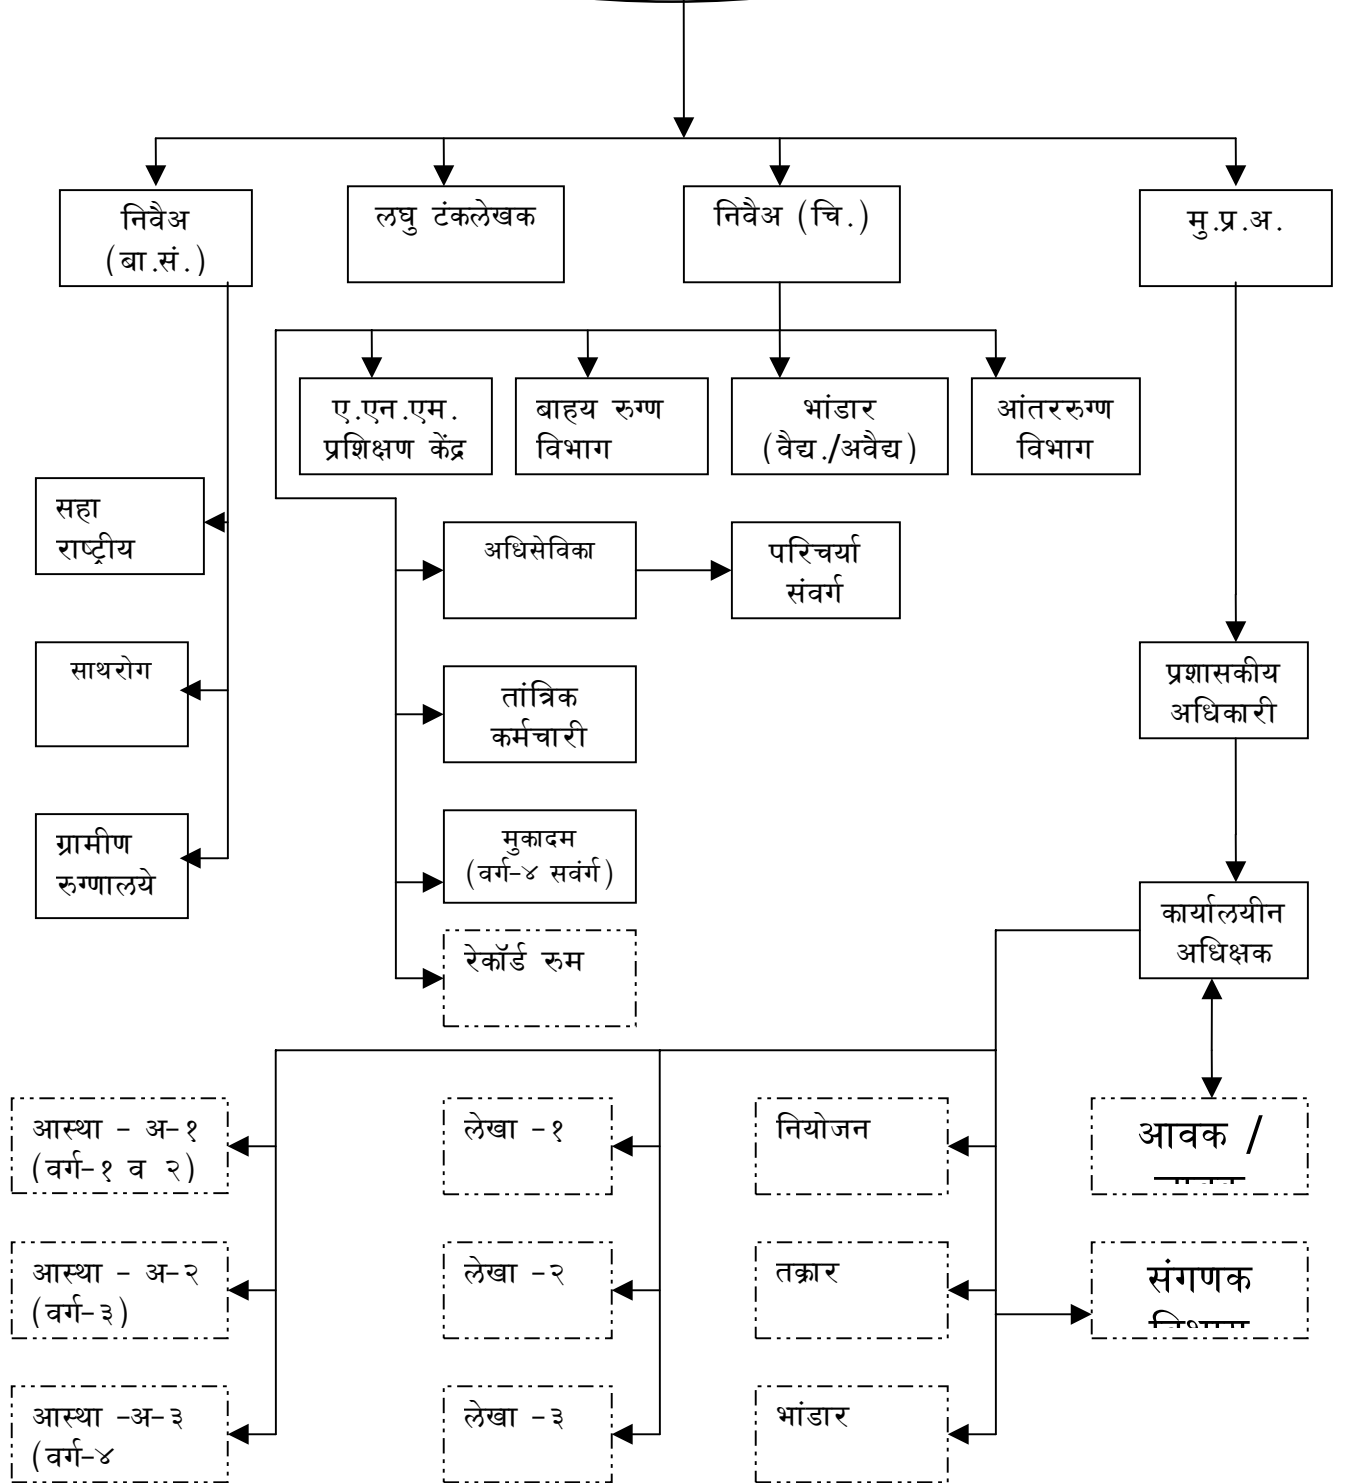 निवैअ
(बा.सं.)
लघु टंकलेखक
निवैअ (चि.)
मु.प्र.अ.
ए.एन.एम.
प्रशिक्षण केंद्र
बाहय रुग्ण
विभाग
भांडार
(वैद्य./अवैद्य)
आंतररुग्ण
विभाग
सहा
राष्ट्रीय
अधिसेविका
परिचर्या
संवर्ग
साथरोग
तांत्रिक
कर्मचारी
प्रशासकीय
अधिकारी
ग्रामीण
रुग्णालये
मुकादम
(वर्ग-४ सवंर्ग)
कार्यालयीन
अधिक्षक
रेकॉर्ड रुम
आस्था - अ-१
(वर्ग-१ व २)
लेखा -१
नियोजन
आवक /
आस्था - अ-२
(वर्ग-३)
लेखा -२
तक्रार
संगणक
आस्था -अ-३
(वर्ग-४
लेखा -३
भांडार